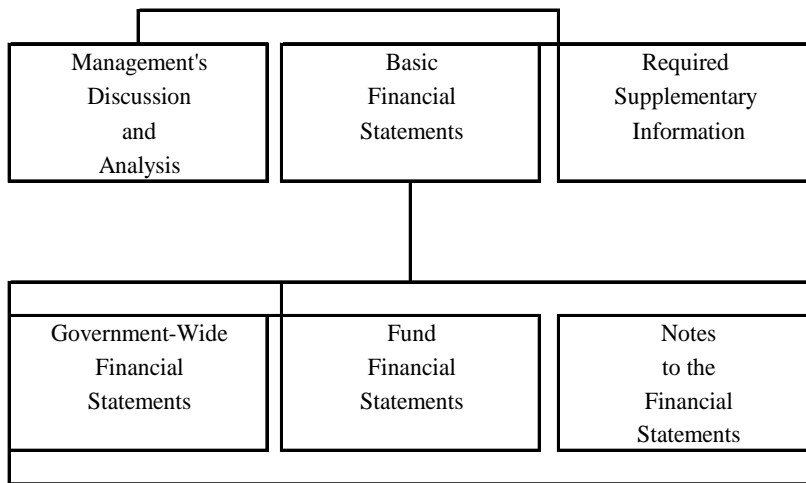 Management's
Discussion
and
Analysis
Basic
Financial
Statements
Required
Supplementary
Information
Government-Wide
Financial
Statements
Fund
Financial
Statements
Notes
to the
Financial
Statements